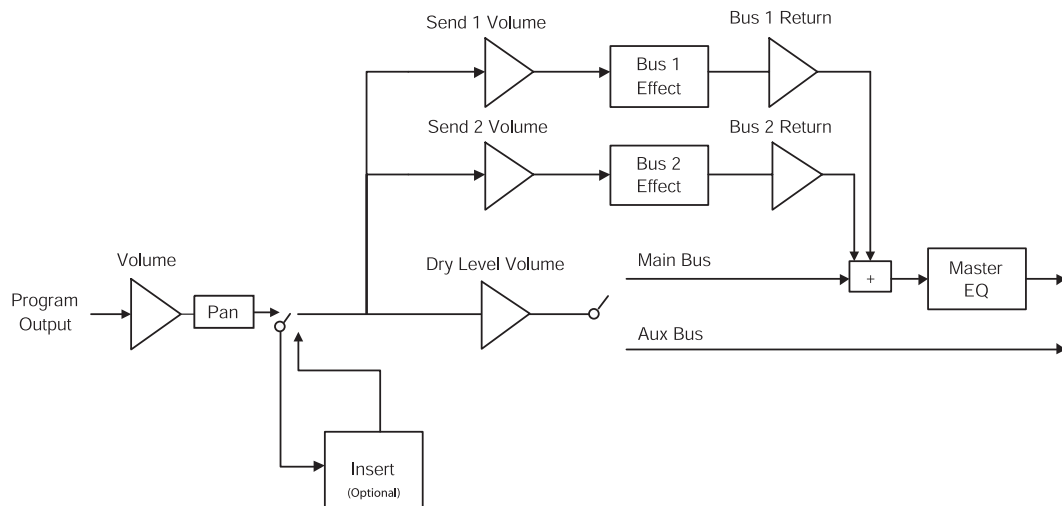 Send 1 Volume
Bus 1 Return
Bus 1
Effect
Send 2 Volume
Bus 2 Return
Bus 2
Effect
Volume
Dry Level Volume
Main Bus
Program
Output
Pan
+
Master
EQ
Aux Bus
Insert
(Optional)